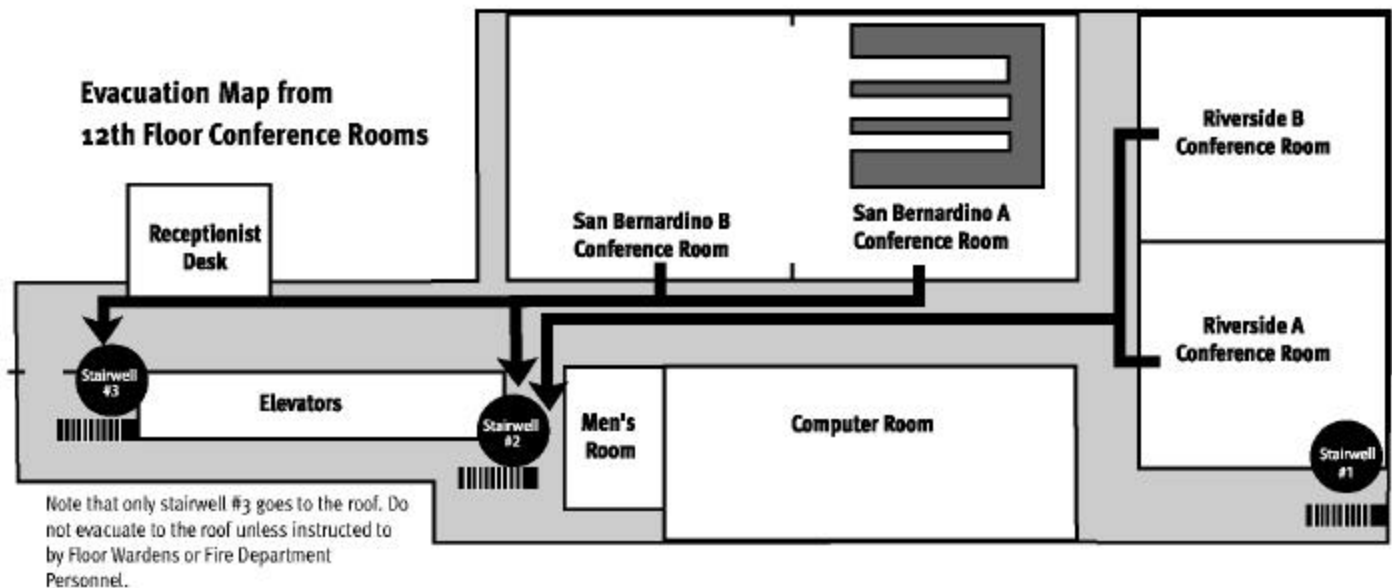 Evacuation Map from
12th Floor Conference Rooms
Receptionist
Desk
San Bernardino B
Conference Room
San Bernardino A
Conference Room
Riverside B
Conference Room
Riverside A
Conference Room
Stairwell
#3
Elevators
Stairwell
#2
Men's
Room
Computer Room
Stairwell
#1
Note that only stairwell #3 goes to the roof. Do
not evacuate to the roof unless instructed to
by Floor Wardens or Fire Department
Personnel.